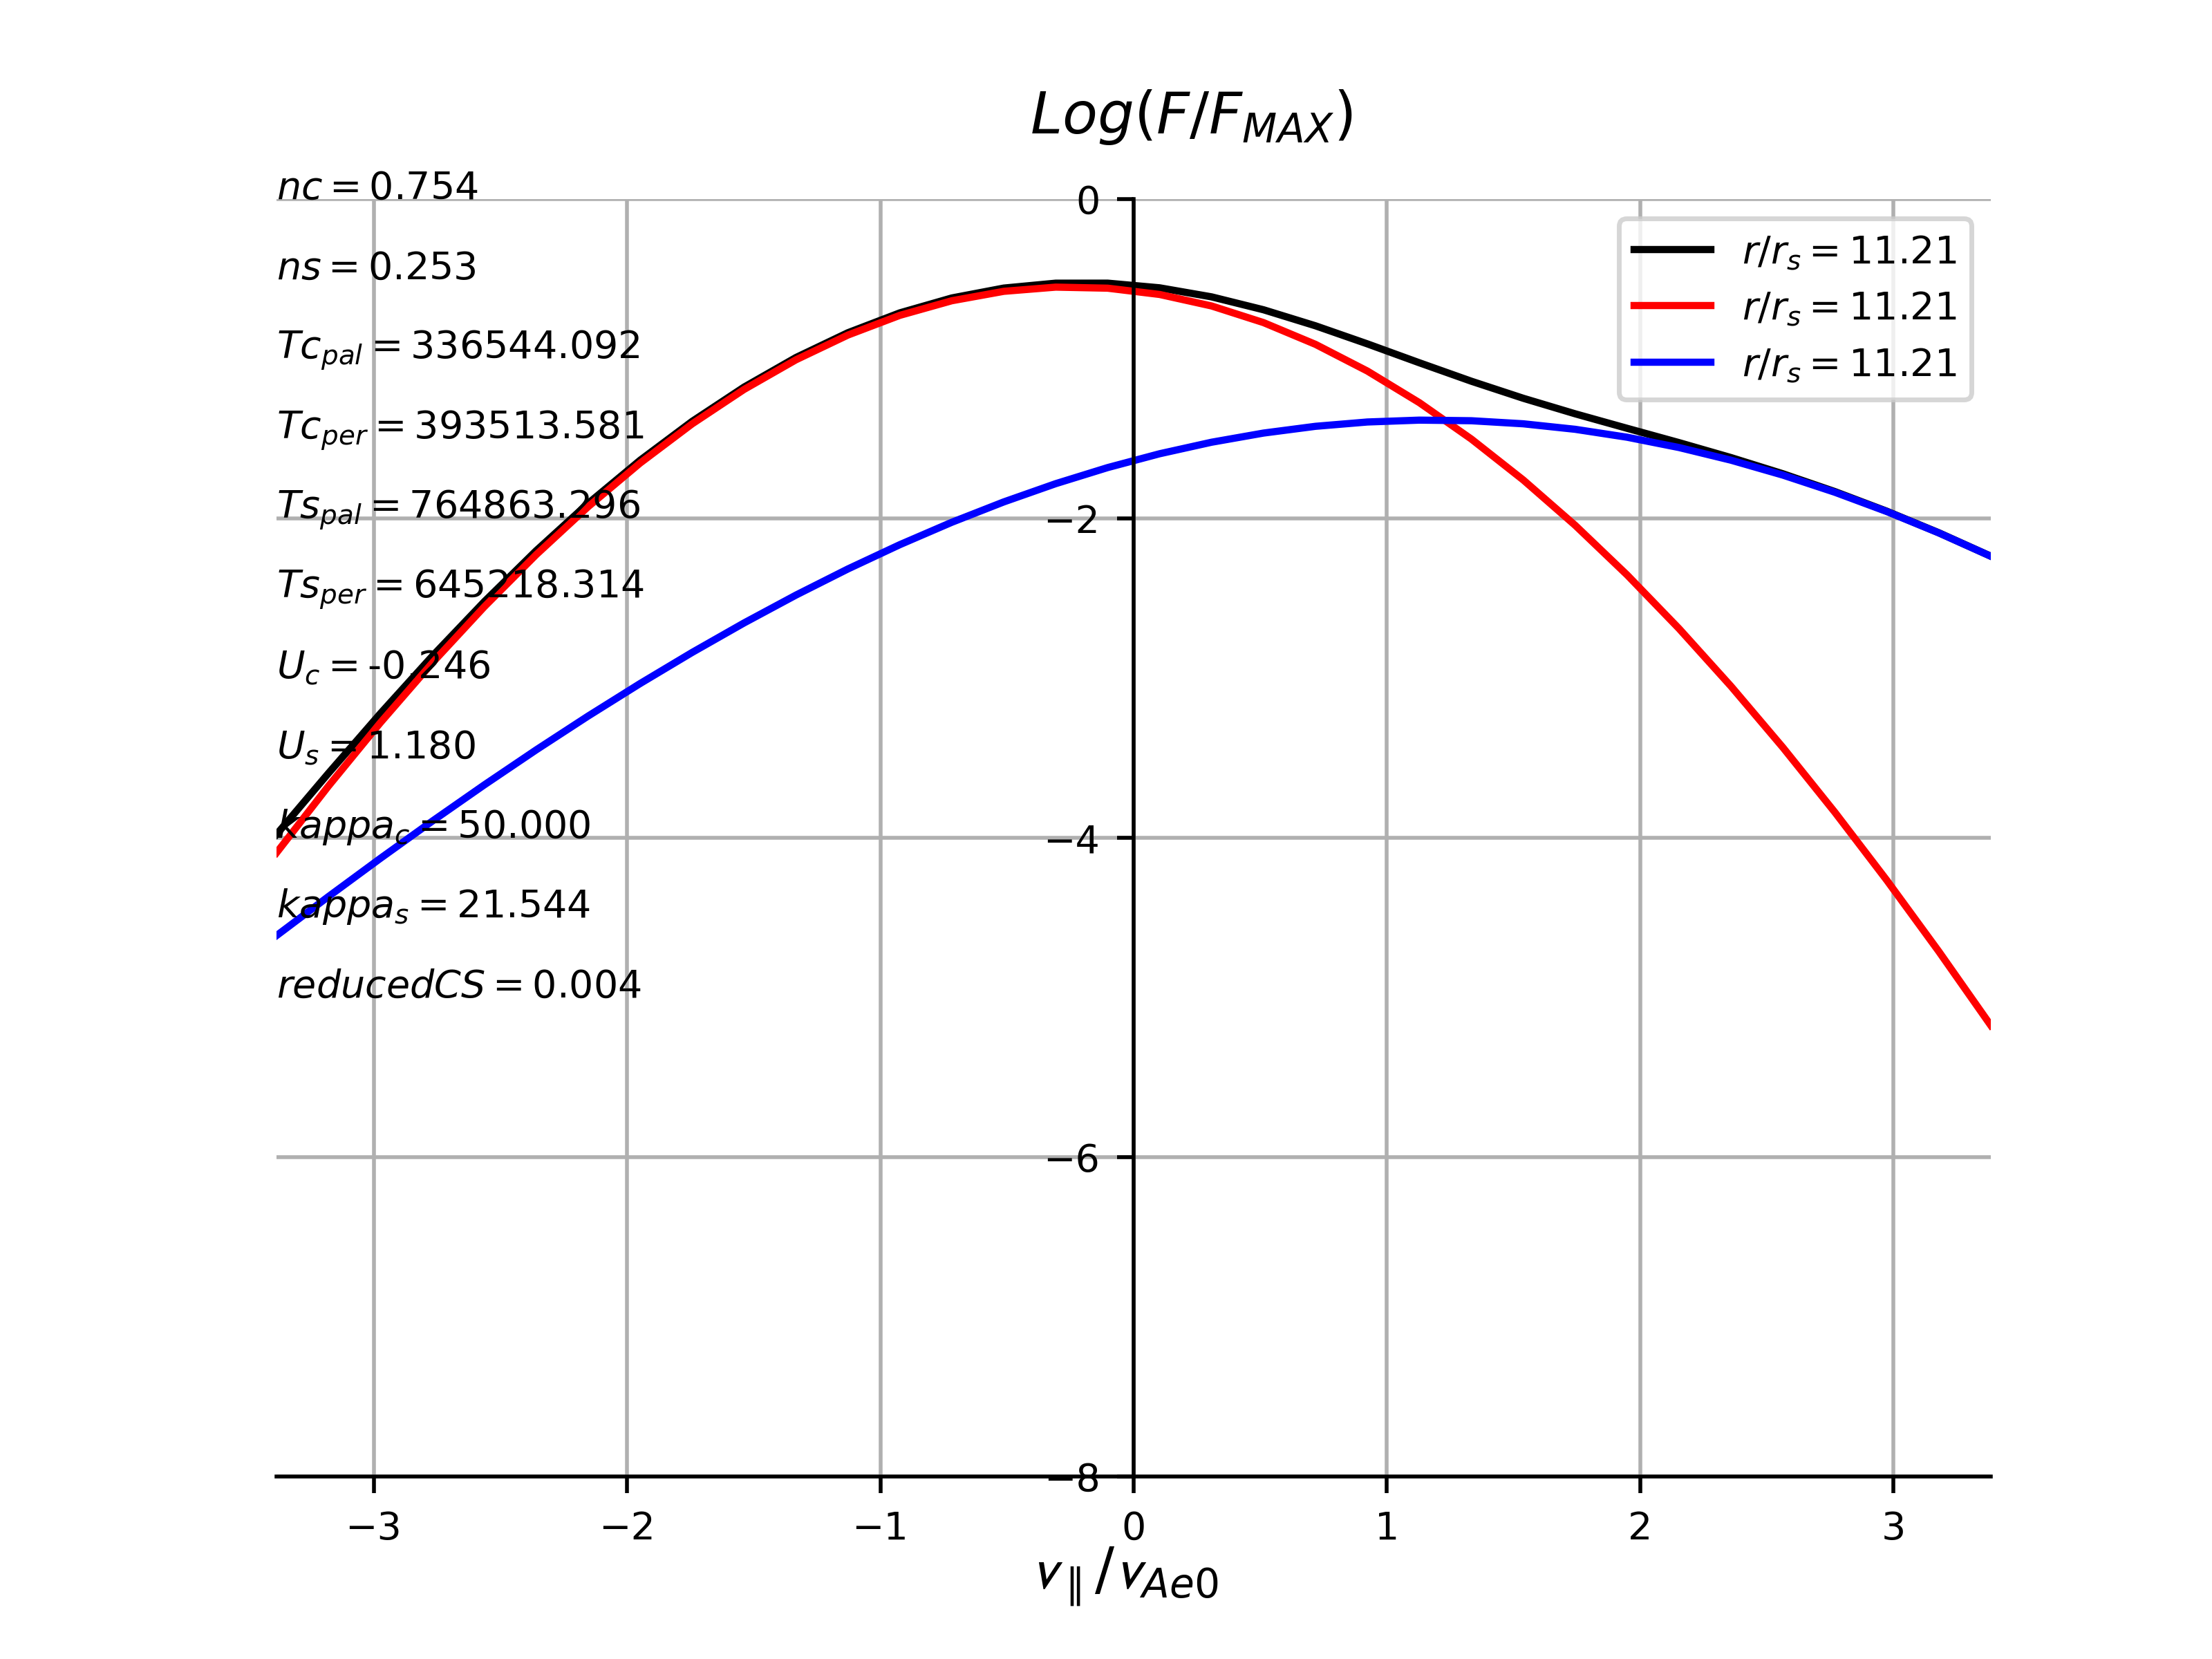 Log(F/F_MAX)
nc = 0.754
ns = 0.253
Tc_pal = 336544.092
Tc_per = 393513.581
Ts_pal = 764863.296
Ts_per = 645218.314
U_c = -0.246
U_s = 1.180
kappa_c = 50.000
kappa_s = 21.544
reducedCS = 0.004
r/r_s = 11.21
r/r_s = 11.21
r/r_s = 11.21
0
−2
−4
−6
−8
−3 −2 −1 0 1 2 3
v_∥/v_Ae0